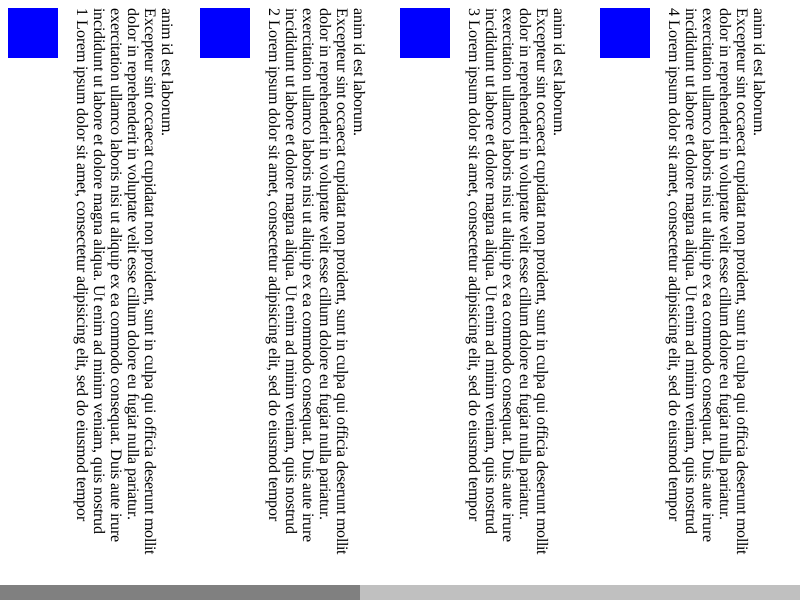 1 Lorem ipsum dolor sit amet, consectetur adipisicing elit, sed do eiusmod tempor
incididunt ut labore et dolore magna aliqua. Ut enim ad minim veniam, quis nostrud
exercitation ullamco laboris nisi ut aliquip ex ea commodo consequat. Duis aute irure
dolor in reprehenderit in voluptate velit esse cillum dolore eu fugiat nulla pariatur.
Excepteur sint occaecat cupidatat non proident, sunt in culpa qui officia deserunt mollit
anim id est laborum.
2 Lorem ipsum dolor sit amet, consectetur adipisicing elit, sed do eiusmod tempor
incididunt ut labore et dolore magna aliqua. Ut enim ad minim veniam, quis nostrud
exercitation ullamco laboris nisi ut aliquip ex ea commodo consequat. Duis aute irure
dolor in reprehenderit in voluptate velit esse cillum dolore eu fugiat nulla pariatur.
Excepteur sint occaecat cupidatat non proident, sunt in culpa qui officia deserunt mollit
anim id est laborum.
3 Lorem ipsum dolor sit amet, consectetur adipisicing elit, sed do eiusmod tempor
incididunt ut labore et dolore magna aliqua. Ut enim ad minim veniam, quis nostrud
exercitation ullamco laboris nisi ut aliquip ex ea commodo consequat. Duis aute irure
dolor in reprehenderit in voluptate velit esse cillum dolore eu fugiat nulla pariatur.
Excepteur sint occaecat cupidatat non proident, sunt in culpa qui officia deserunt mollit
anim id est laborum.
4 Lorem ipsum dolor sit amet, consectetur adipisicing elit, sed do eiusmod tempor
incididunt ut labore et dolore magna aliqua. Ut enim ad minim veniam, quis nostrud
exercitation ullamco laboris nisi ut aliquip ex ea commodo consequat. Duis aute irure
dolor in reprehenderit in voluptate velit esse cillum dolore eu fugiat nulla pariatur.
Excepteur sint occaecat cupidatat non proident, sunt in culpa qui officia deserunt mollit
anim id est laborum.